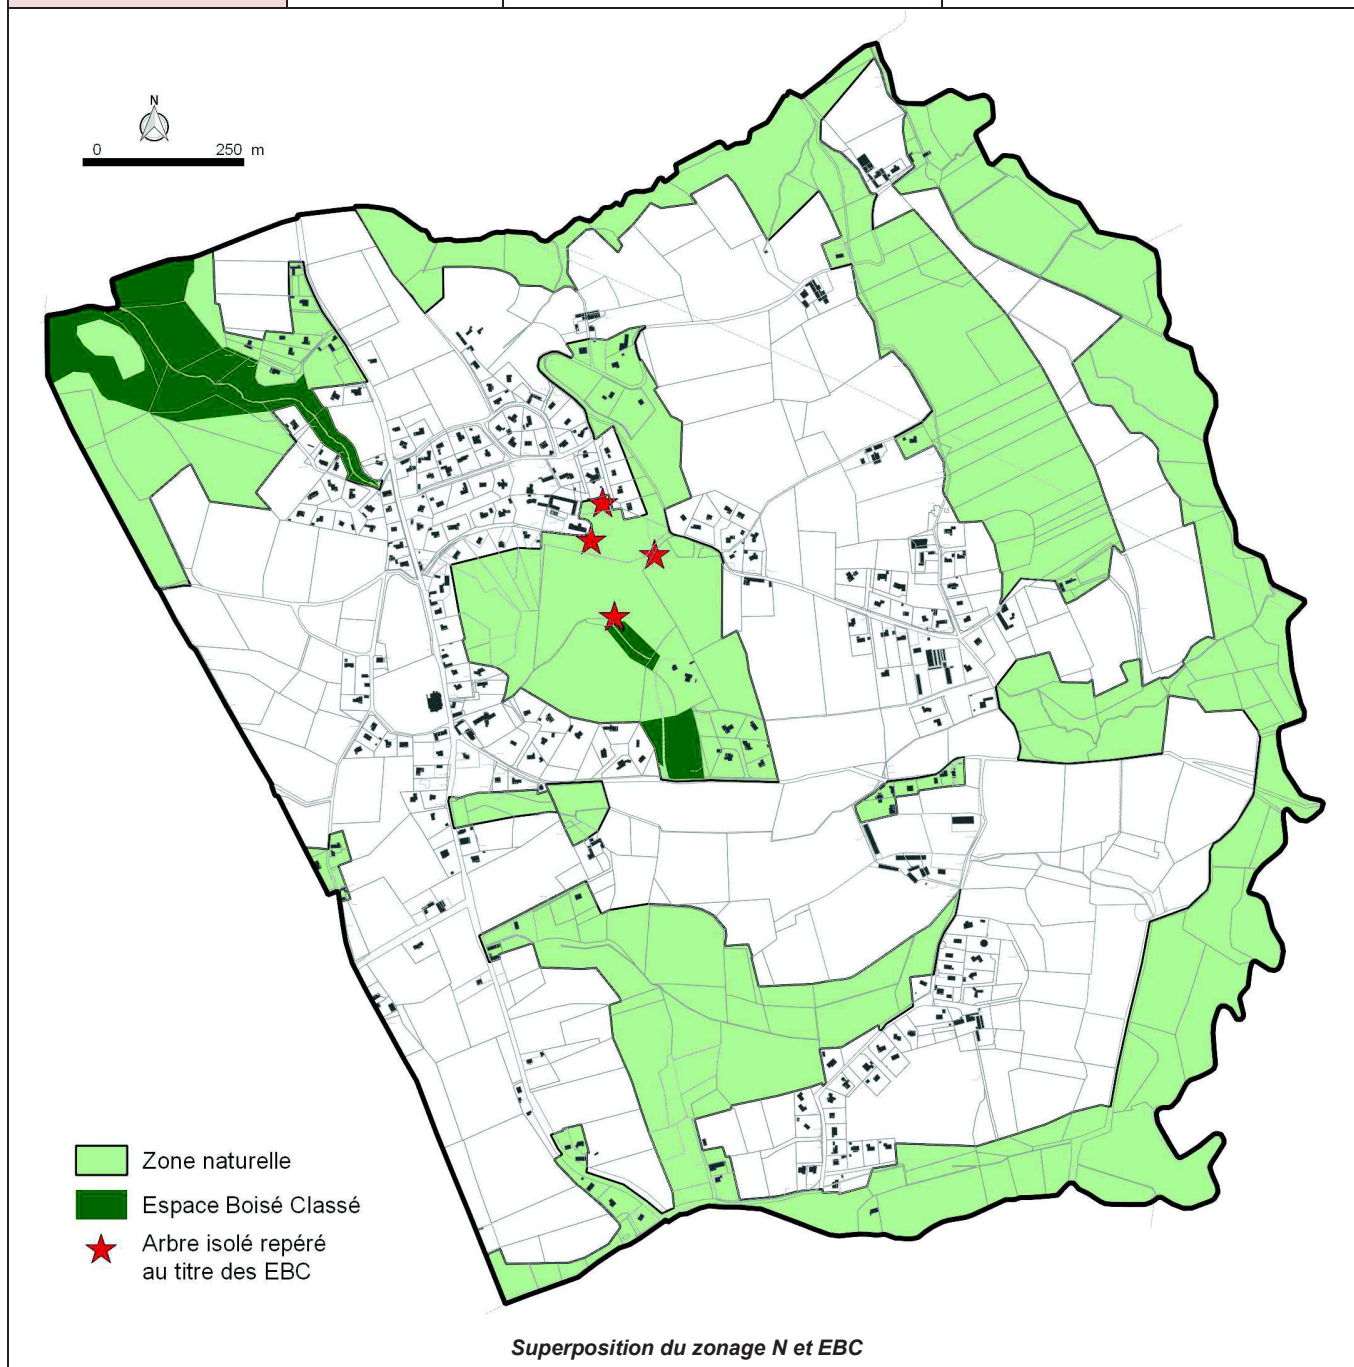 N
0 250 m
Zone naturelle
Espace Boisé Classé
Arbre isolé repéré
au titre des EBC
Superposition du zonage N et EBC